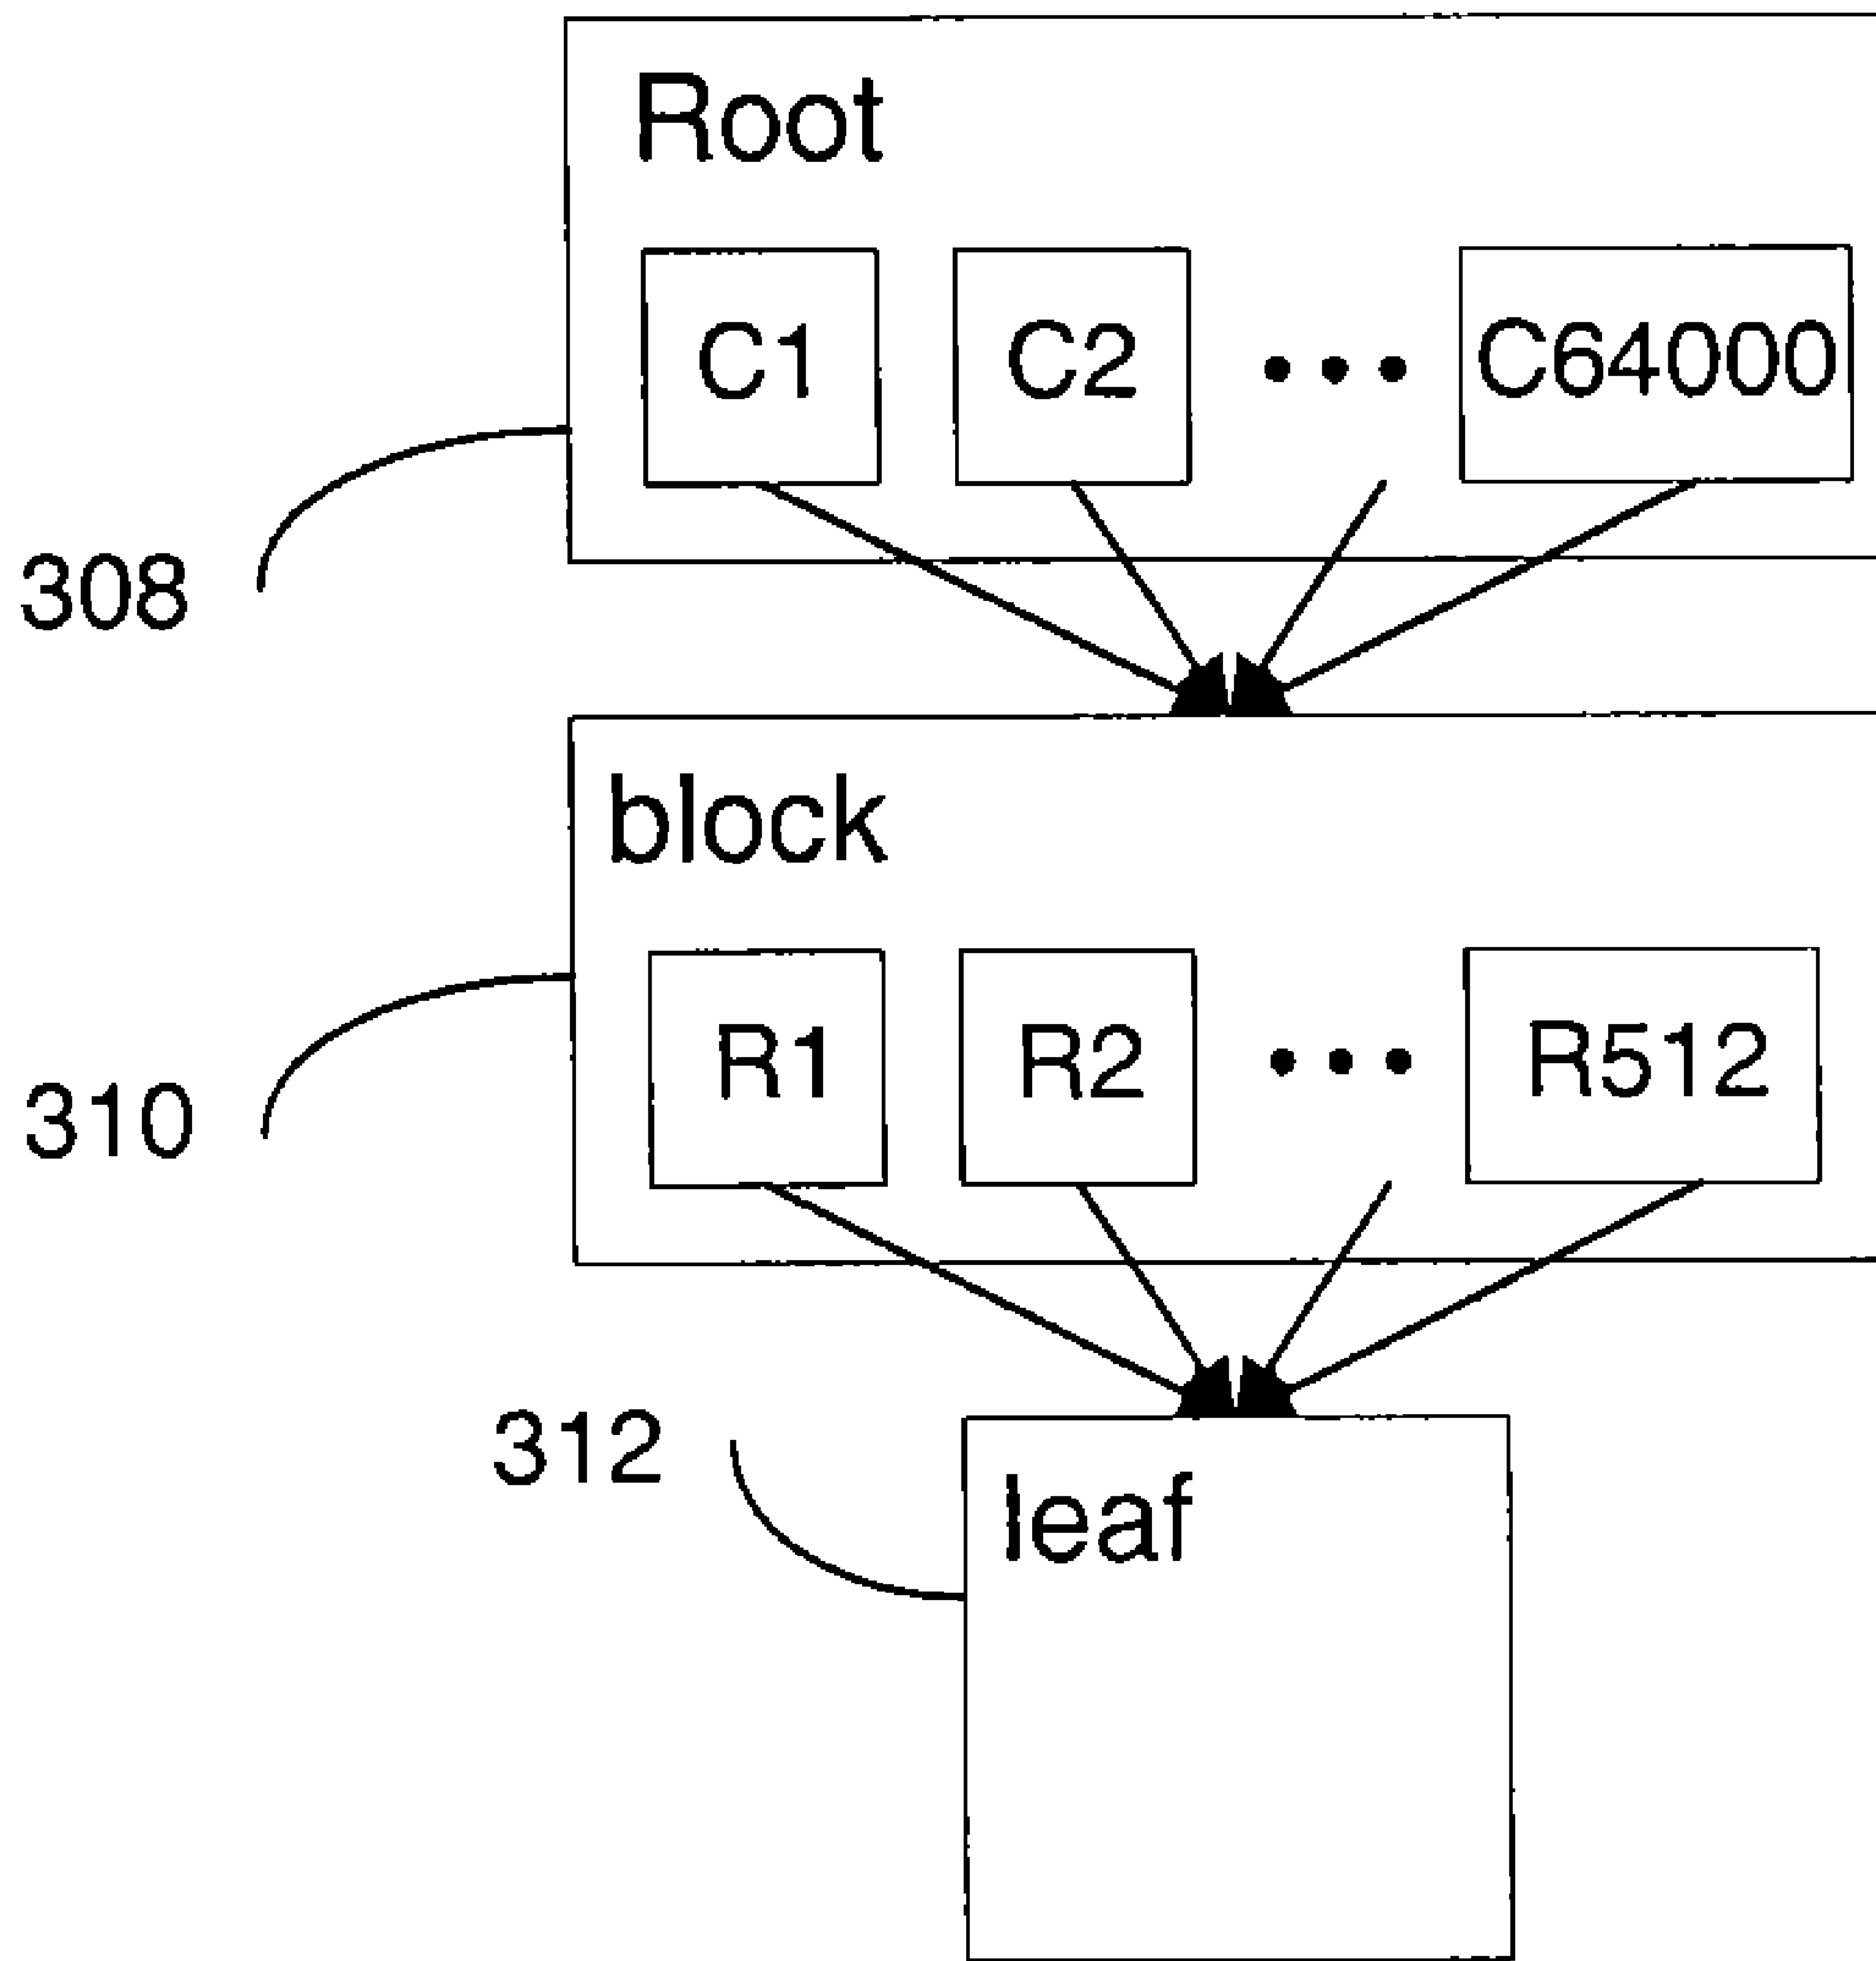 Root
C1 C2 ••• C64000
308
block
R1 R2 ••• R512
310
312
leaf